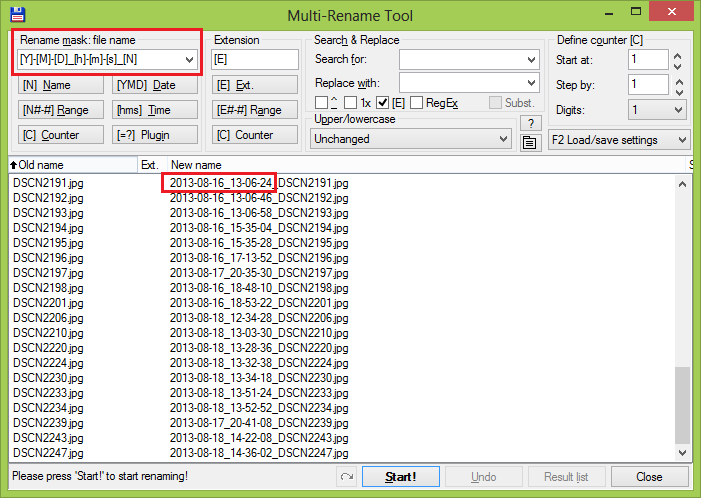 Multi-Rename Tool
Rename mask: file name
Extension
Search & Replace
Define counter [C]
[Y]-[M]-[D]_[h]-[m]-[s]_[N]
[E]
Search for:
Start at:
1
[N] Name
[YMD] Date
[E] Ext.
Replace with:
Step by:
1
[N#-#] Range
[hms] Time
[E#-#] Range
^
1x
[E]
RegEx
Subst.
Digits:
1
[C] Counter
[=?] Plugin
[C] Counter
Upper/lowercase
Unchanged
?
F2 Load/save settings
Old name
Ext.
New name
S
DSCN2191.jpg 2013-08-16_13-06-24_DSCN2191.jpg
DSCN2192.jpg 2013-08-16_13-06-46_DSCN2192.jpg
DSCN2193.jpg 2013-08-16_13-06-58_DSCN2193.jpg
DSCN2194.jpg 2013-08-16_15-35-04_DSCN2194.jpg
DSCN2195.jpg 2013-08-16_15-35-28_DSCN2195.jpg
DSCN2196.jpg 2013-08-16_17-13-52_DSCN2196.jpg
DSCN2197.jpg 2013-08-17_20-35-30_DSCN2197.jpg
DSCN2198.jpg 2013-08-16_18-48-10_DSCN2198.jpg
DSCN2201.jpg 2013-08-16_18-53-22_DSCN2201.jpg
DSCN2206.jpg 2013-08-18_12-34-28_DSCN2206.jpg
DSCN2210.jpg 2013-08-18_13-03-30_DSCN2210.jpg
DSCN2220.jpg 2013-08-18_13-28-36_DSCN2220.jpg
DSCN2224.jpg 2013-08-18_13-32-38_DSCN2224.jpg
DSCN2230.jpg 2013-08-18_13-34-18_DSCN2230.jpg
DSCN2233.jpg 2013-08-18_13-51-24_DSCN2233.jpg
DSCN2234.jpg 2013-08-18_13-52-52_DSCN2234.jpg
DSCN2239.jpg 2013-08-17_20-41-08_DSCN2239.jpg
DSCN2243.jpg 2013-08-18_14-22-08_DSCN2243.jpg
DSCN2247.jpg 2013-08-18_14-36-02_DSCN2247.jpg
Please press 'Start!' to start renaming!
Start!
Undo
Result list
Close